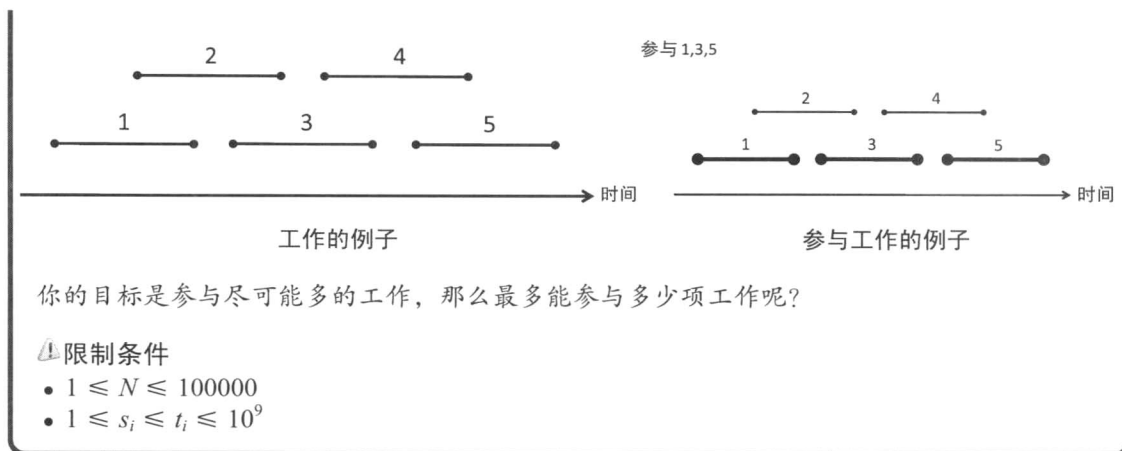 2 4
1 3 5
时间
工作的例子
参与1,3,5
2 4
1 3 5
时间
参与工作的例子
你的目标是参与尽可能多的工作，那么最多能参与多少项工作呢？
限制条件
• 1 ≤ N ≤ 100000
• 1 ≤ sᵢ ≤ tᵢ ≤ 10⁹